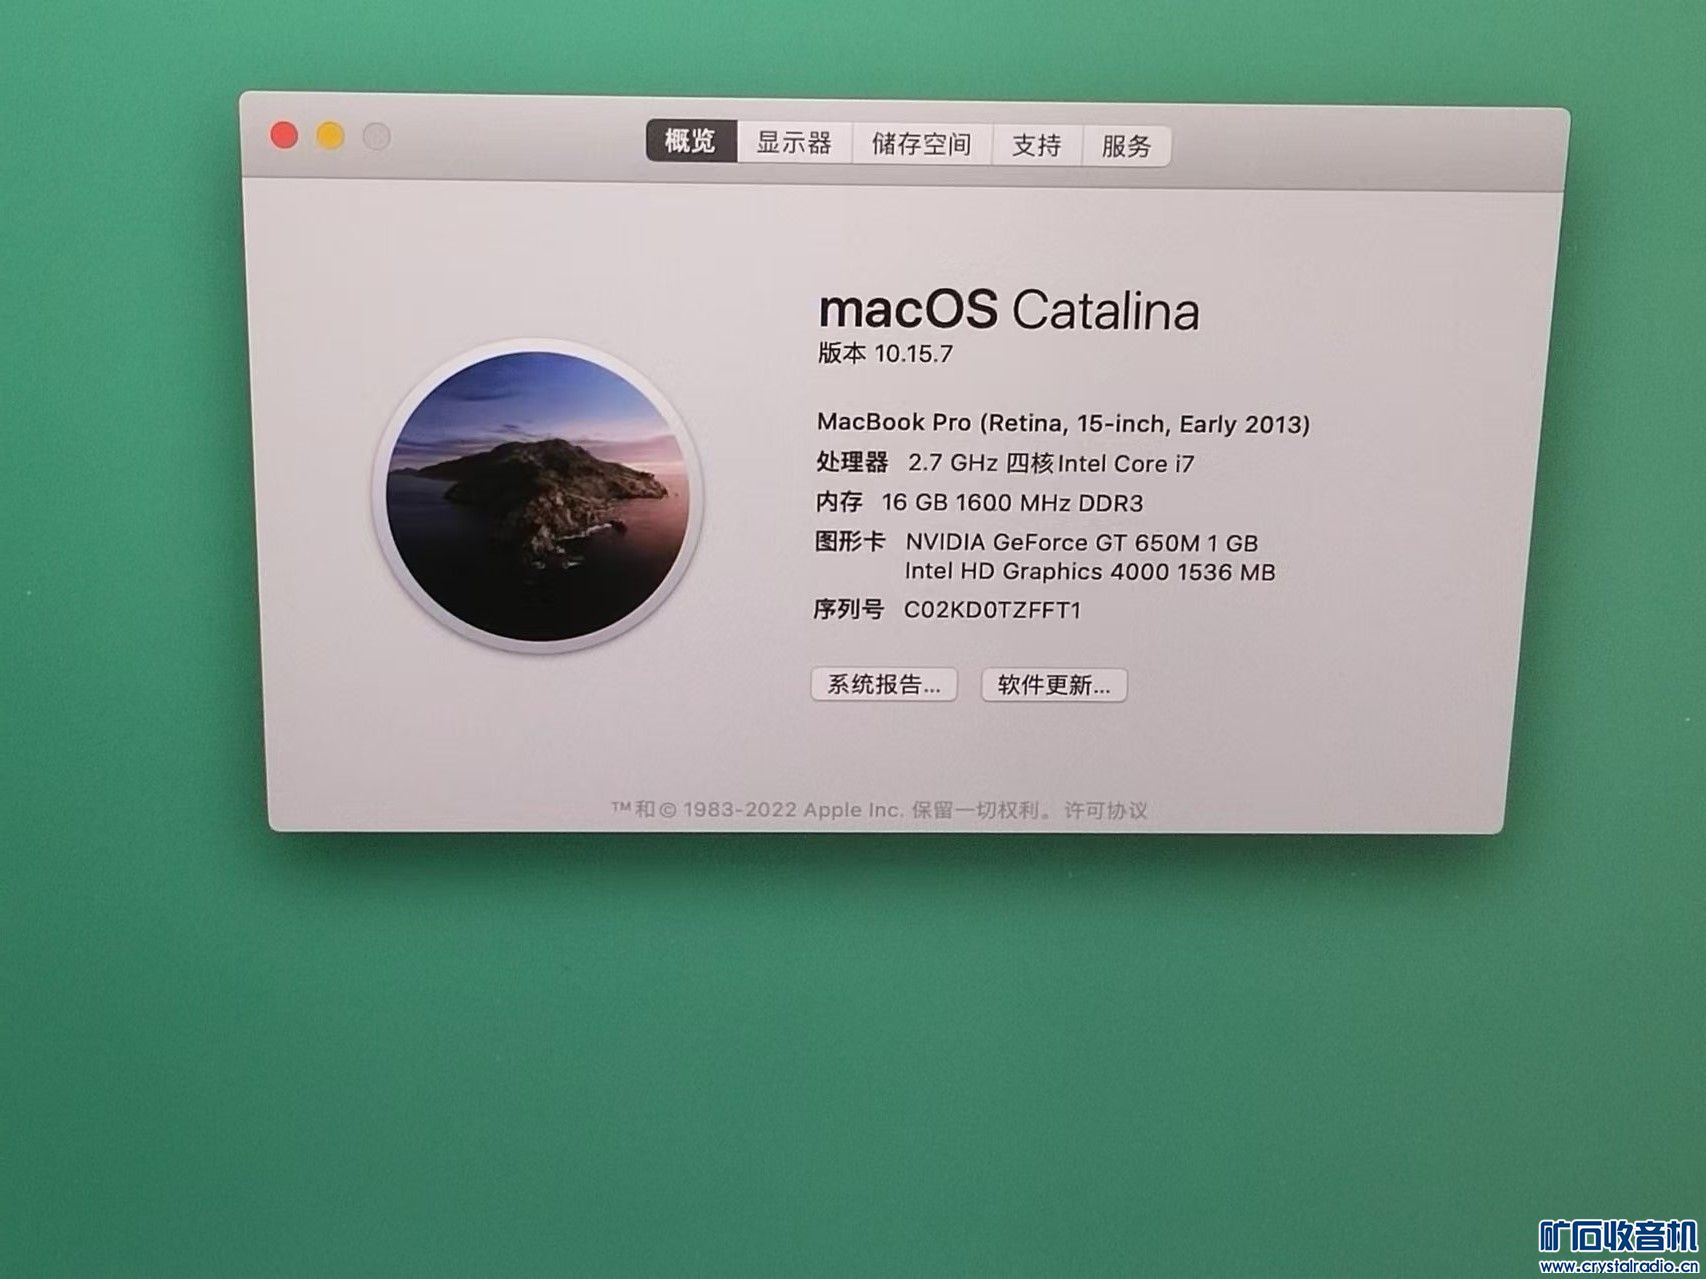 概览 显示器 储存空间 支持 服务
macOS Catalina
版本 10.15.7
MacBook Pro (Retina, 15-inch, Early 2013)
处理器 2.7 GHz 四核Intel Core i7
内存 16 GB 1600 MHz DDR3
图形卡 NVIDIA GeForce GT 650M 1 GB
Intel HD Graphics 4000 1536 MB
序列号 C02KD0TZFFT1
系统报告... 软件更新...
™和© 1983-2022 Apple Inc. 保留一切权利。 许可协议
矿石收音机
www.crystalradio.cn